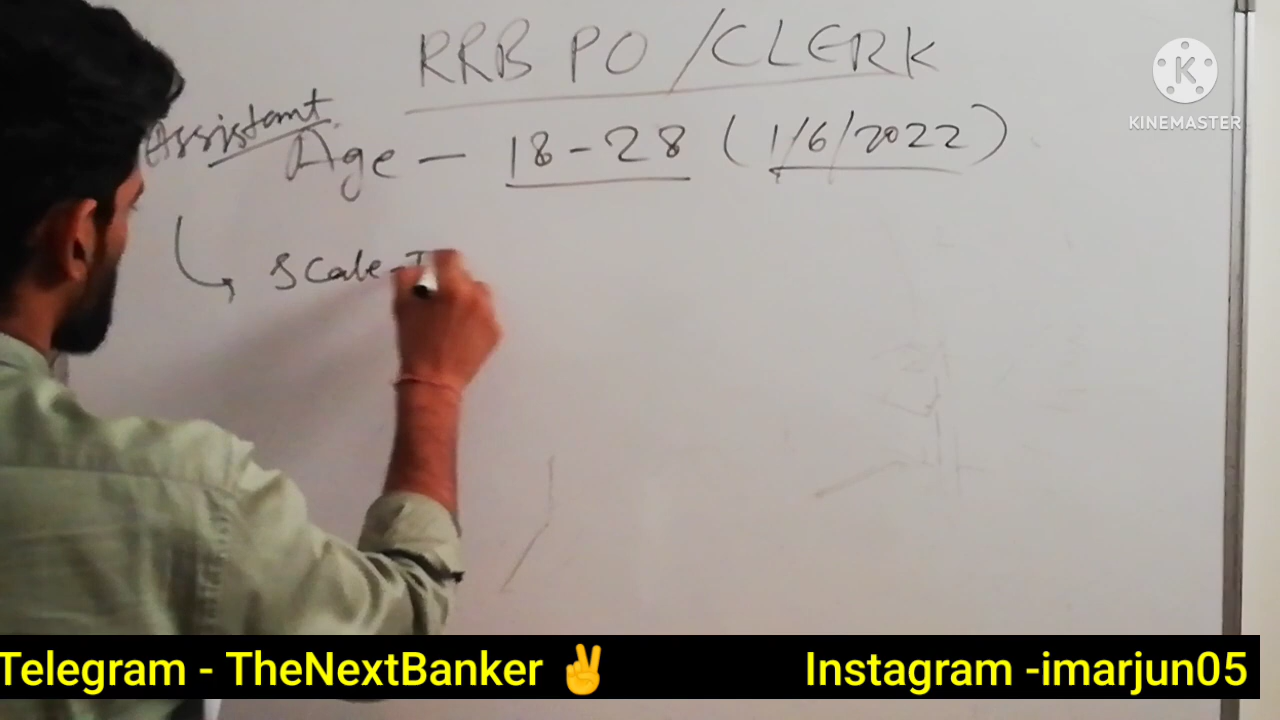 RRB PO / CLERK
KINEMASTER
Assistant
Age - 18-28 (1/6/2022)
Scale-I
Telegram - TheNextBanker ✌ Instagram -imarjun05